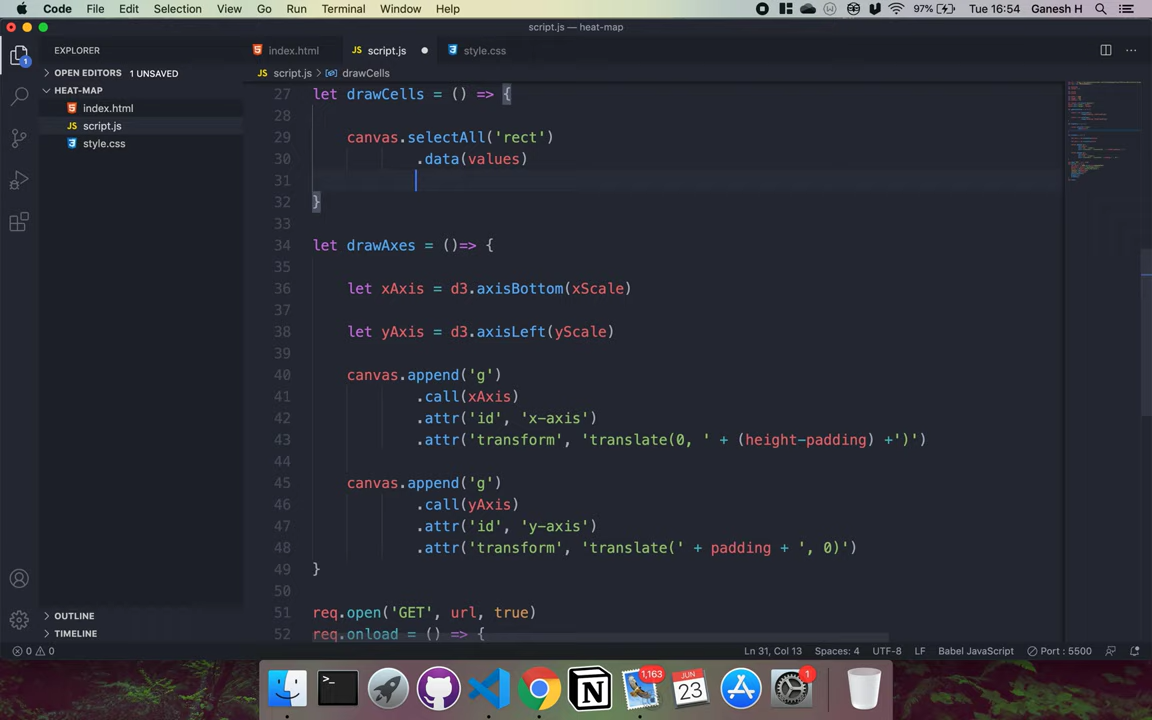 Code File Edit Selection View Go Run Terminal Window Help 97% Tue 16:54 Ganesh H
script.js — heat-map
EXPLORER
index.html
JS script.js
style.css
OPEN EDITORS 1 UNSAVED
JS script.js > drawCells
HEAT-MAP
index.html
JS script.js
style.css
1
27 let drawCells = () => {
28
29 canvas.selectAll('rect')
30 .data(values)
31
32 }
33
34 let drawAxes = ()=> {
35
36 let xAxis = d3.axisBottom(xScale)
37
38 let yAxis = d3.axisLeft(yScale)
39
40 canvas.append('g')
41 .call(xAxis)
42 .attr('id', 'x-axis')
43 .attr('transform', 'translate(0, ' + (height-padding) +')')
44
45 canvas.append('g')
46 .call(yAxis)
47 .attr('id', 'y-axis')
48 .attr('transform', 'translate(' + padding + ', 0)')
49 }
50
51 req.open('GET', url, true)
52 req.onload = () => {
OUTLINE
TIMELINE
0 0 Ln 31, Col 13 Spaces: 4 UTF-8 LF Babel JavaScript Port : 5500
1,163
JUN
23
1